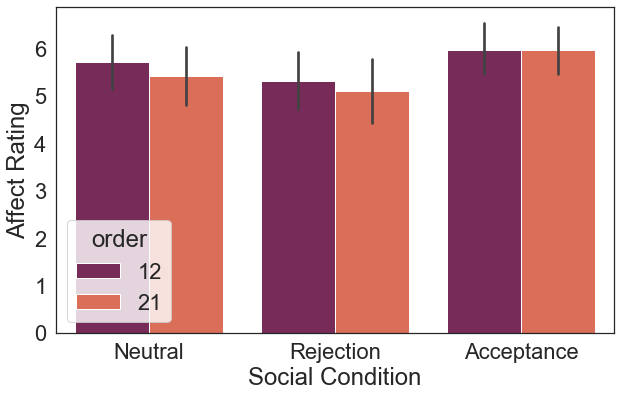 6
5
4
3
2
1
0
Affect Rating
order
12
21
Neutral Rejection Acceptance
Social Condition